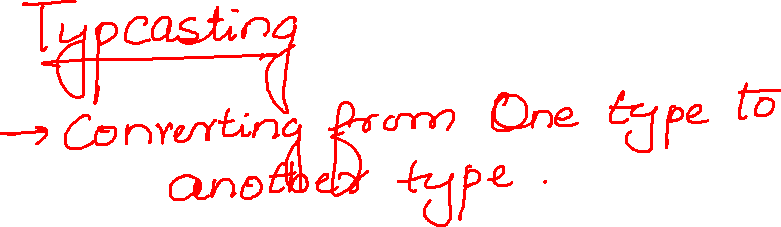 Typcasting
→ Converting from One type to
another type.